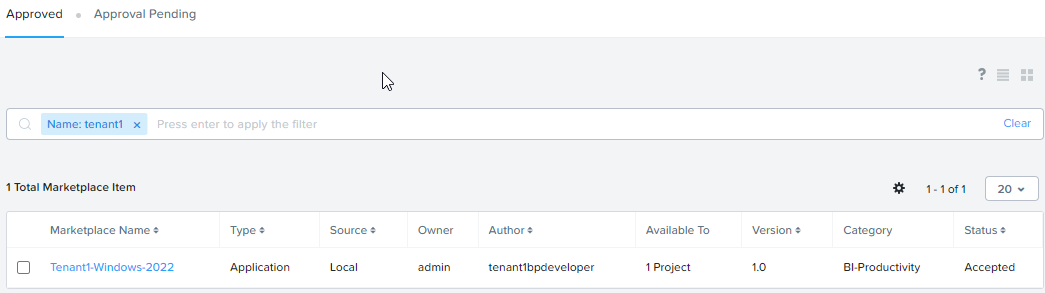 Approved Approval Pending
?
Name: tenant1 × Press enter to apply the filter Clear
1 Total Marketplace Item 1 - 1 of 1 20
Marketplace Name Type Source Owner Author Available To Version Category Status
Tenant1-Windows-2022 Application Local admin tenant1bpdeveloper 1 Project 1.0 BI-Productivity Accepted